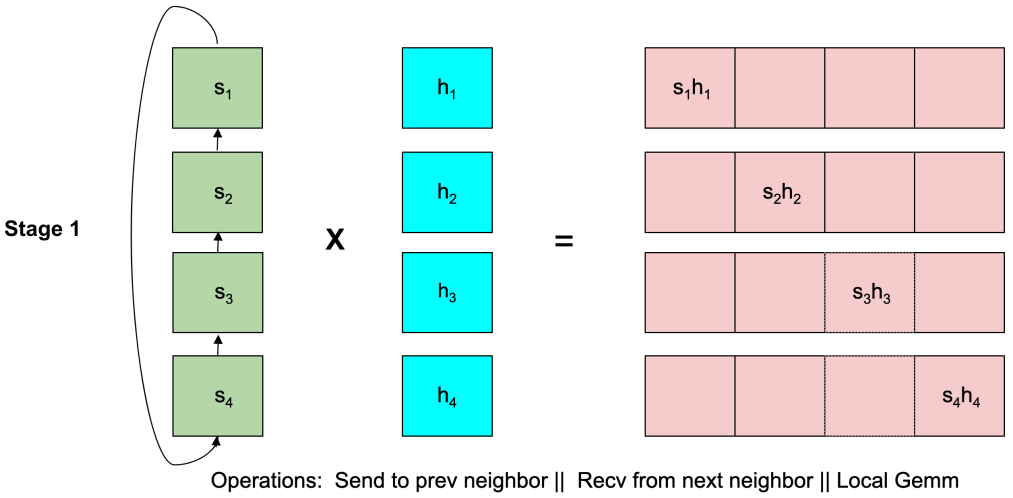 s₁
h₁
s₁h₁
s₂
h₂
s₂h₂
Stage 1
X
=
s₃
h₃
s₃h₃
s₄
h₄
s₄h₄
Operations: Send to prev neighbor || Recv from next neighbor || Local Gemm